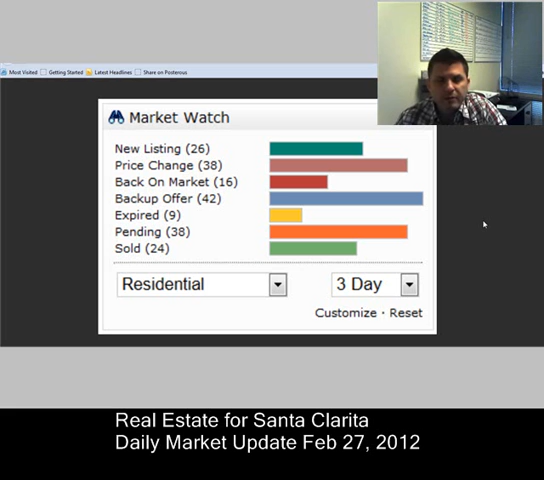 Most Visited Getting Started Latest Headlines Share on Posterous
Market Watch
New Listing (26)
Price Change (38)
Back On Market (16)
Backup Offer (42)
Expired (9)
Pending (38)
Sold (24)
Residential 3 Day
Customize · Reset
Real Estate for Santa Clarita
Daily Market Update Feb 27, 2012